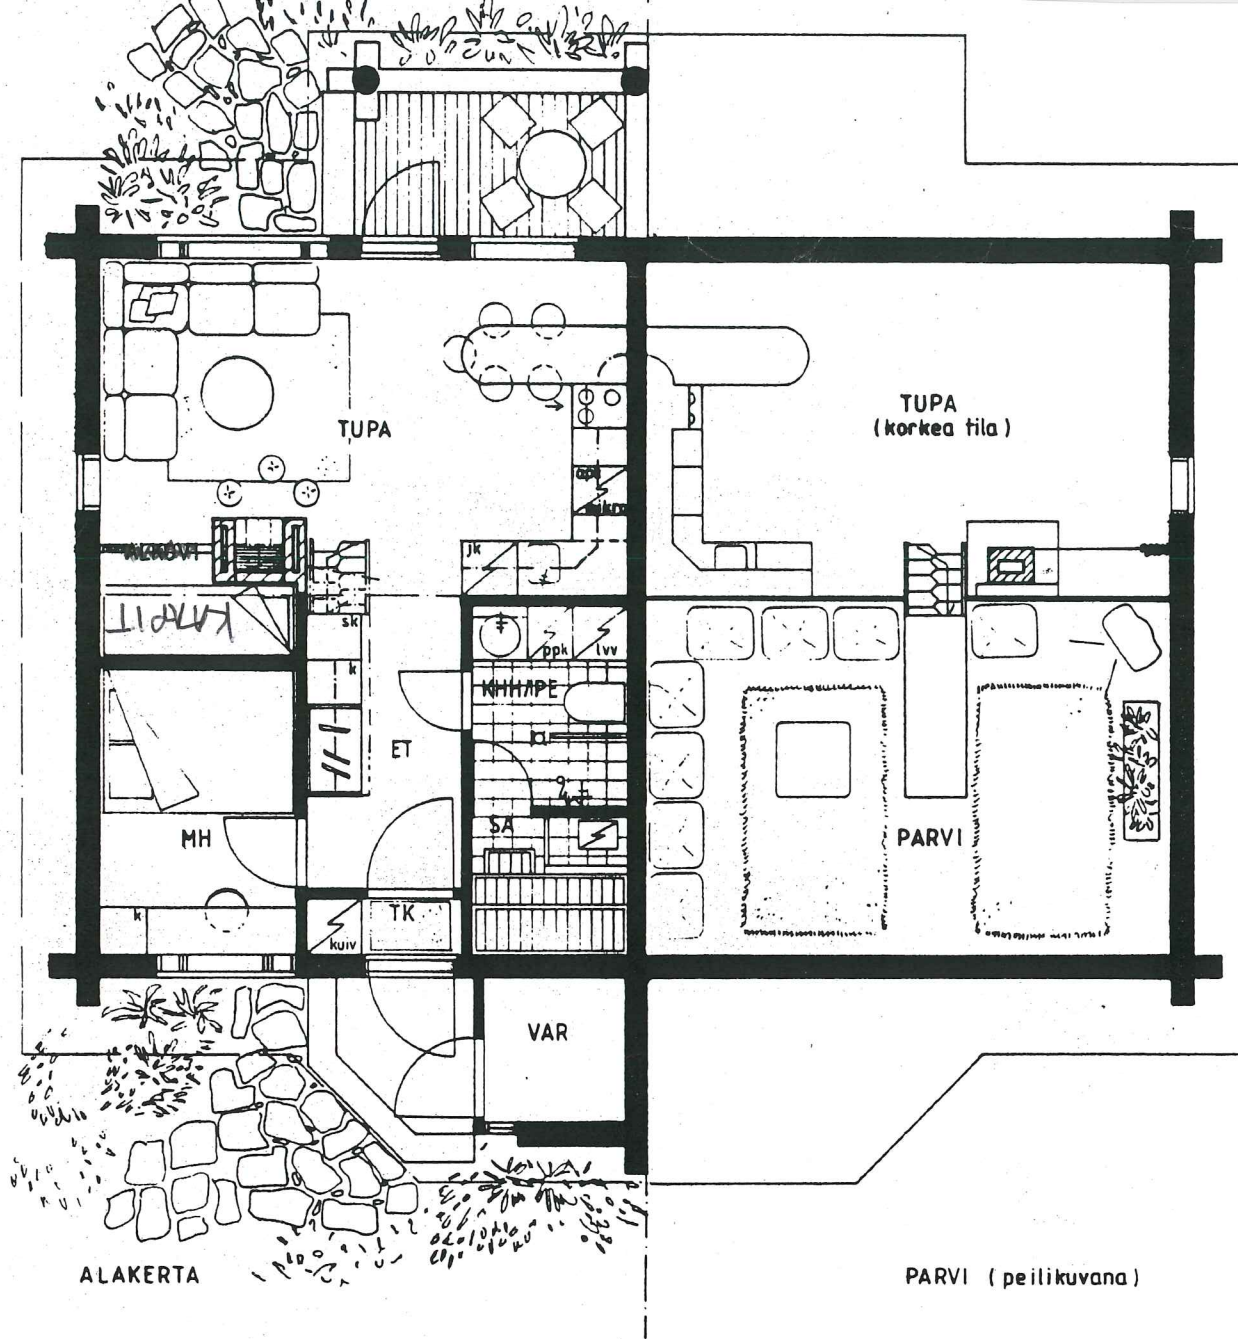 TUPA
TUPA
(korkea tila)
apk
mikro
ALKOVI
jk
KAAPIT
sk
ppk
lvv
k
KHH/PE
ET
SA
MH
PARVI
k
TK
kuiv
VAR
ALAKERTA
PARVI (peilikuvana)